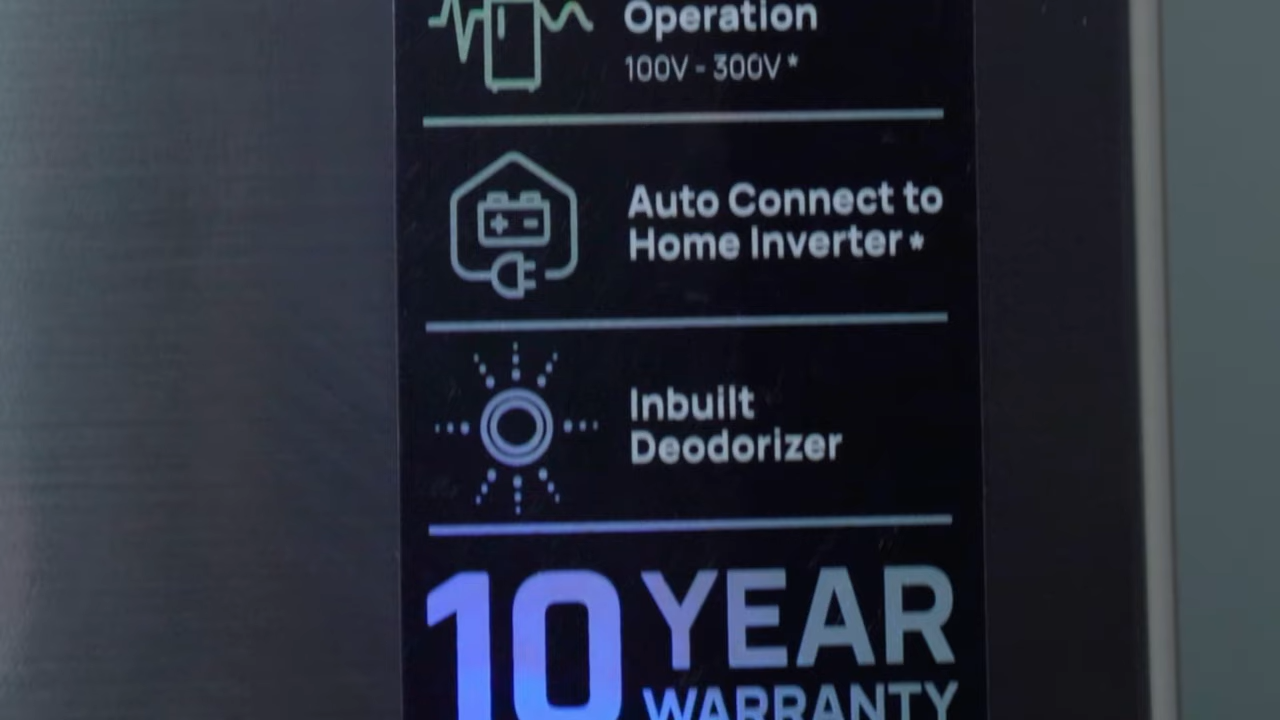 Operation
100V - 300V*
Auto Connect to
Home Inverter*
Inbuilt
Deodorizer
10 YEAR
WARRANTY